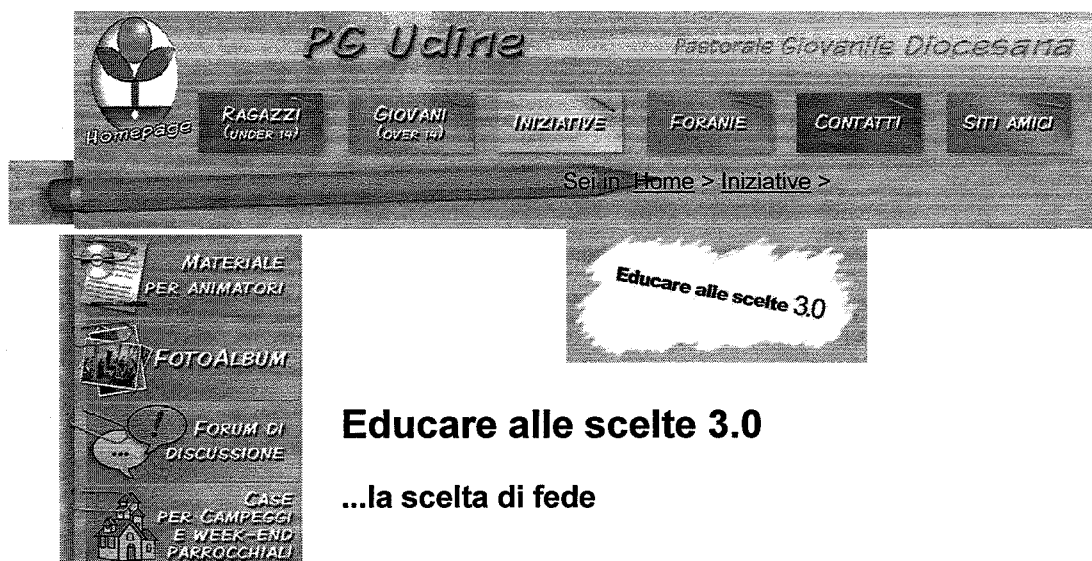 PG Udine
Pastorale Giovanile Diocesana
Homepage
RAGAZZI
(UNDER 14)
GIOVANI
(OVER 14)
INIZIATIVE
FORANIE
CONTATTI
SITI AMICI
Sei in: Home > Iniziative >
MATERIALE
PER ANIMATORI
FOTOALBUM
FORUM DI
DISCUSSIONE
CASE
PER CAMPEGGI
E WEEK-END
PARROCCHIALI
Educare alle scelte 3.0
Educare alle scelte 3.0
...la scelta di fede